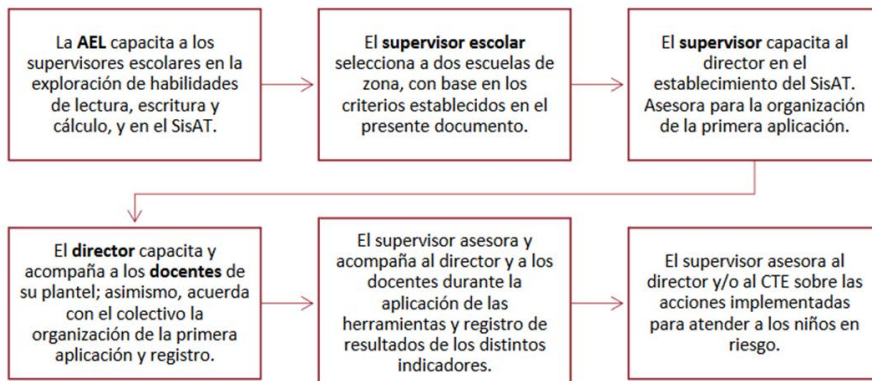 La AEL capacita a los
supervisores escolares en la
exploración de habilidades
de lectura, escritura y
cálculo, y en el SisAT.
El supervisor escolar
selecciona a dos escuelas de
zona, con base en los
criterios establecidos en el
presente documento.
El supervisor capacita al
director en el
establecimiento del SisAT.
Asesora para la organización
de la primera aplicación.
El director capacita y
acompaña a los docentes de
su plantel; asimismo, acuerda
con el colectivo la
organización de la primera
aplicación y registro.
El supervisor asesora y
acompaña al director y a los
docentes durante la
aplicación de las
herramientas y registro de
resultados de los distintos
indicadores.
El supervisor asesora al
director y/o al CTE sobre las
acciones implementadas
para atender a los niños en
riesgo.